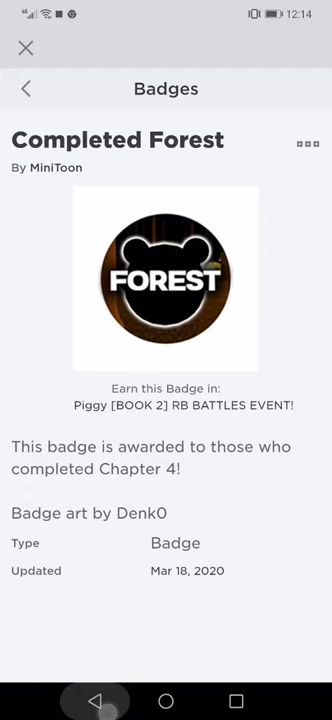 12:14
Badges
Completed Forest
By MiniToon
FOREST
Earn this Badge in:
Piggy [BOOK 2] RB BATTLES EVENT!
This badge is awarded to those who
completed Chapter 4!
Badge art by Denk0
Type Badge
Updated Mar 18, 2020